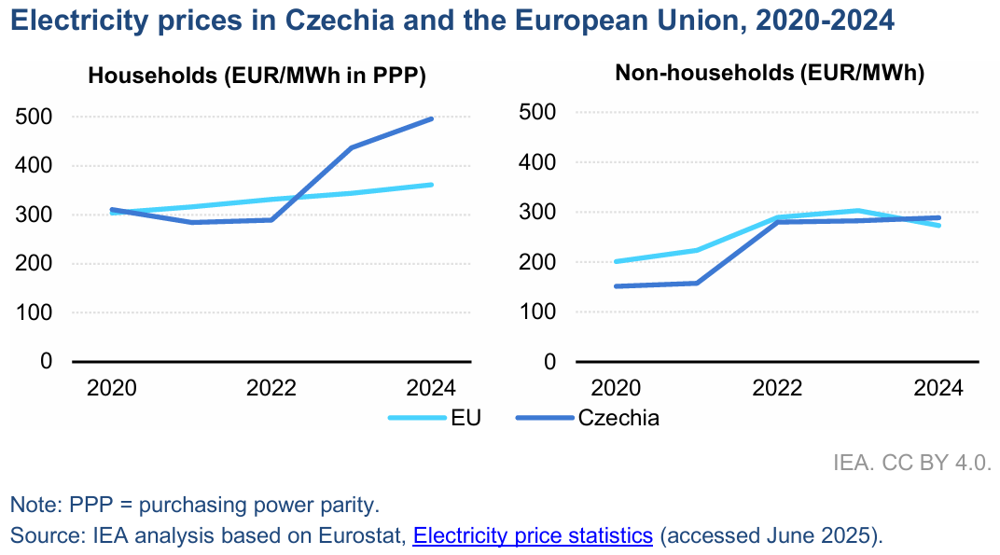 Electricity prices in Czechia and the European Union, 2020-2024
Households (EUR/MWh in PPP)
500
400
300
200
100
0
2020 2022 2024
Non-households (EUR/MWh)
500
400
300
200
100
0
2020 2022 2024
EU Czechia
IEA. CC BY 4.0.
Note: PPP = purchasing power parity.
Source: IEA analysis based on Eurostat, Electricity price statistics (accessed June 2025).